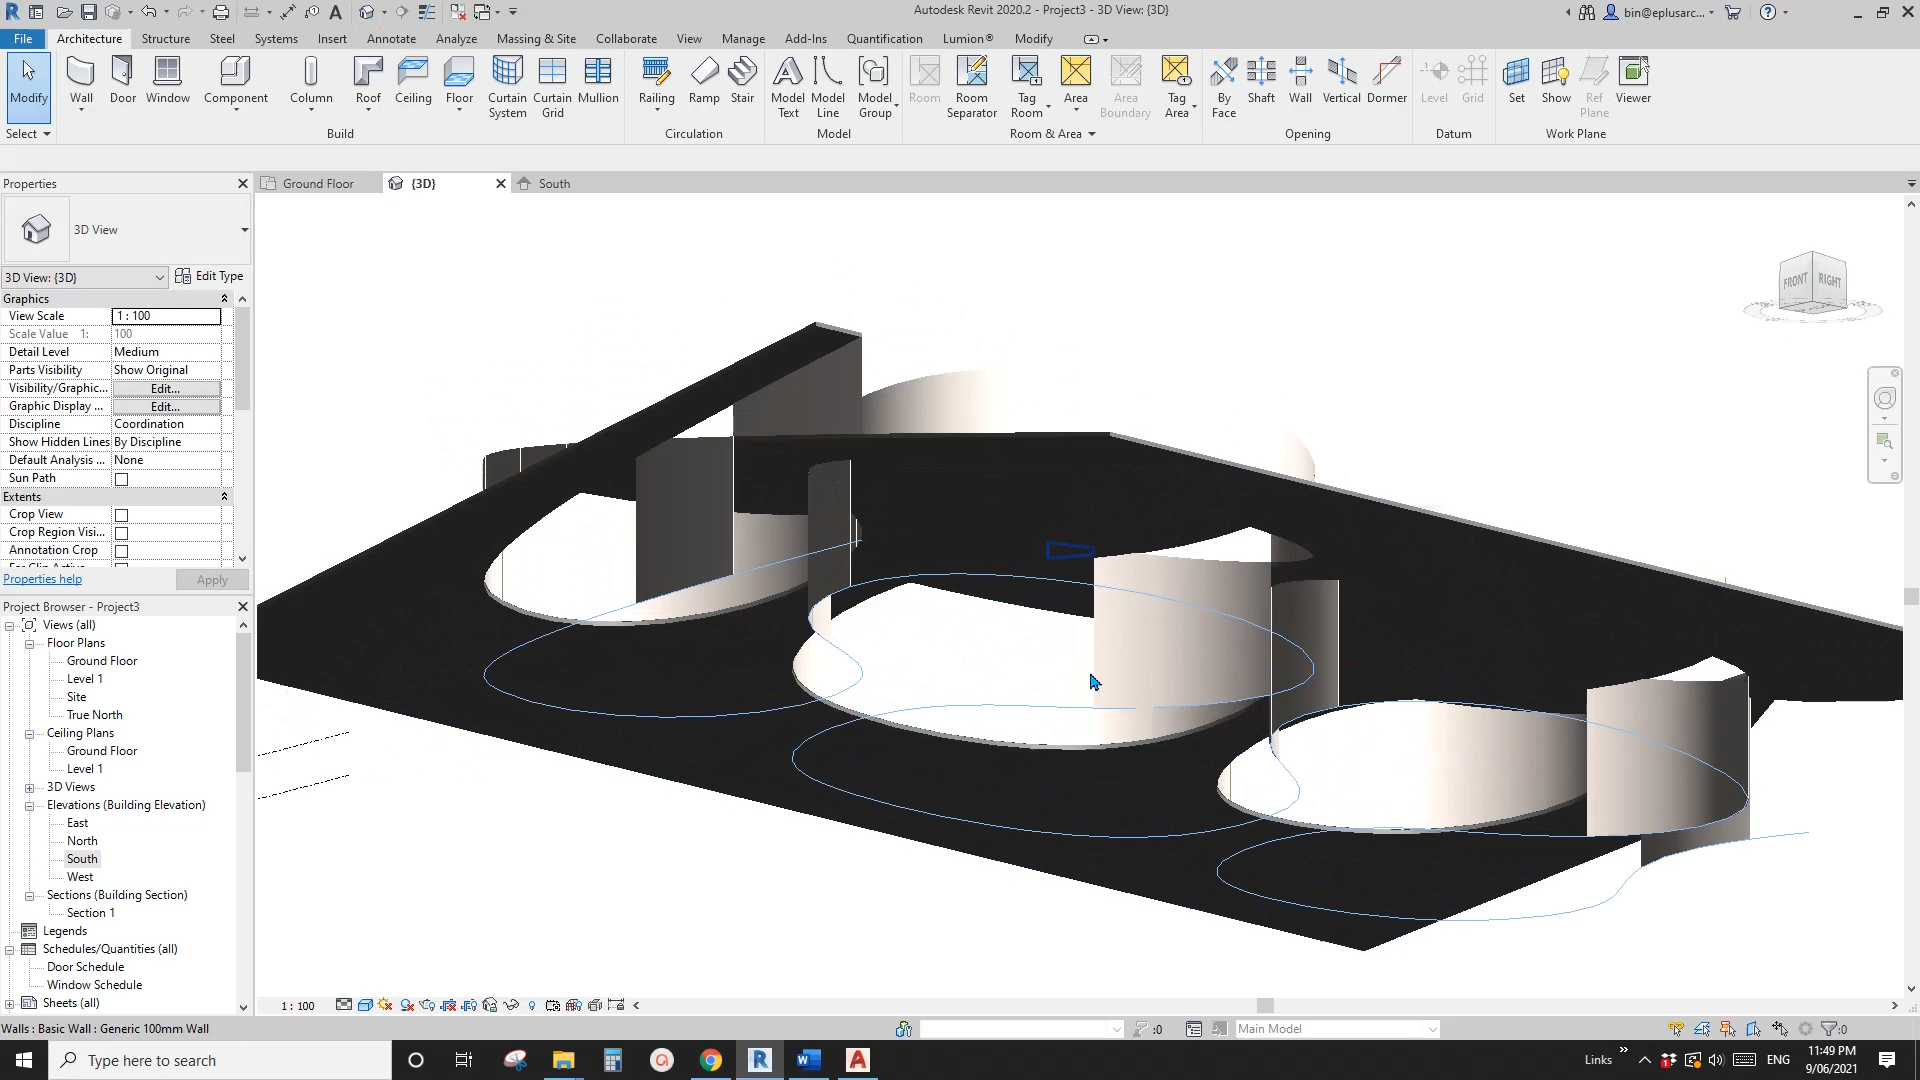 Autodesk Revit 2020.2 - Project3 - 3D View: {3D}
bin@eplusarc...
File Architecture Structure Steel Systems Insert Annotate Analyze Massing & Site Collaborate View Manage Add-Ins Quantification Lumion® Modify
Modify Wall Door Window Component Column Roof Ceiling Floor Curtain System Curtain Grid Mullion Railing Ramp Stair Model Text Model Line Model Group Room Room Separator Tag Room Area Area Boundary Tag Area By Face Shaft Wall Vertical Dormer Level Grid Set Show Ref Plane Viewer
Select Build Circulation Model Room & Area Opening Datum Work Plane
Properties
Ground Floor {3D} South
3D View
3D View: {3D} Edit Type
Graphics
View Scale 1 : 100
Scale Value 1: 100
Detail Level Medium
Parts Visibility Show Original
Visibility/Graphic... Edit...
Graphic Display ... Edit...
Discipline Coordination
Show Hidden Lines By Discipline
Default Analysis ... None
Sun Path
Extents
Crop View
Crop Region Visi...
Annotation Crop
Properties help Apply
Project Browser - Project3
Views (all)
Floor Plans
Ground Floor
Level 1
Site
True North
Ceiling Plans
Ground Floor
Level 1
3D Views
Elevations (Building Elevation)
East
North
South
West
Sections (Building Section)
Section 1
Legends
Schedules/Quantities (all)
Door Schedule
Window Schedule
Sheets (all)
FRONT RIGHT
1 : 100
Walls : Basic Wall : Generic 100mm Wall
:0 Main Model :0
Type here to search
Links ENG 11:49 PM
9/06/2021